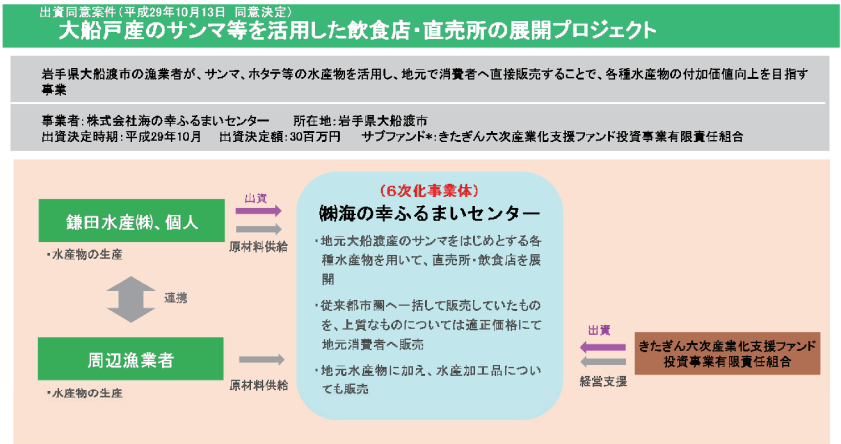 出資同意案件(平成29年10月13日 同意決定)
大船戸産のサンマ等を活用した飲食店・直売所の展開プロジェクト
岩手県大船渡市の漁業者が、サンマ、ホタテ等の水産物を活用し、地元で消費者へ直接販売することで、各種水産物の付加価値向上を目指す
事業
事業者:株式会社海の幸ふるまいセンター 所在地:岩手県大船渡市
出資決定時期:平成29年10月 出資決定額:30百万円 サブファンド*:きたぎん六次産業化支援ファンド投資事業有限責任組合
鎌田水産㈱、個人
・水産物の生産
出資
原材料供給
連携
周辺漁業者
・水産物の生産
原材料供給
(6次化事業体)
㈱海の幸ふるまいセンター
・地元大船渡産のサンマをはじめとする各
種水産物を用いて、直売所・飲食店を展
開
・従来都市圏へ一括して販売していたもの
を、上質なものについては適正価格にて
地元消費者へ販売
・地元水産物に加え、水産加工品につい
ても販売
出資
経営支援
きたぎん六次産業化支援ファンド
投資事業有限責任組合